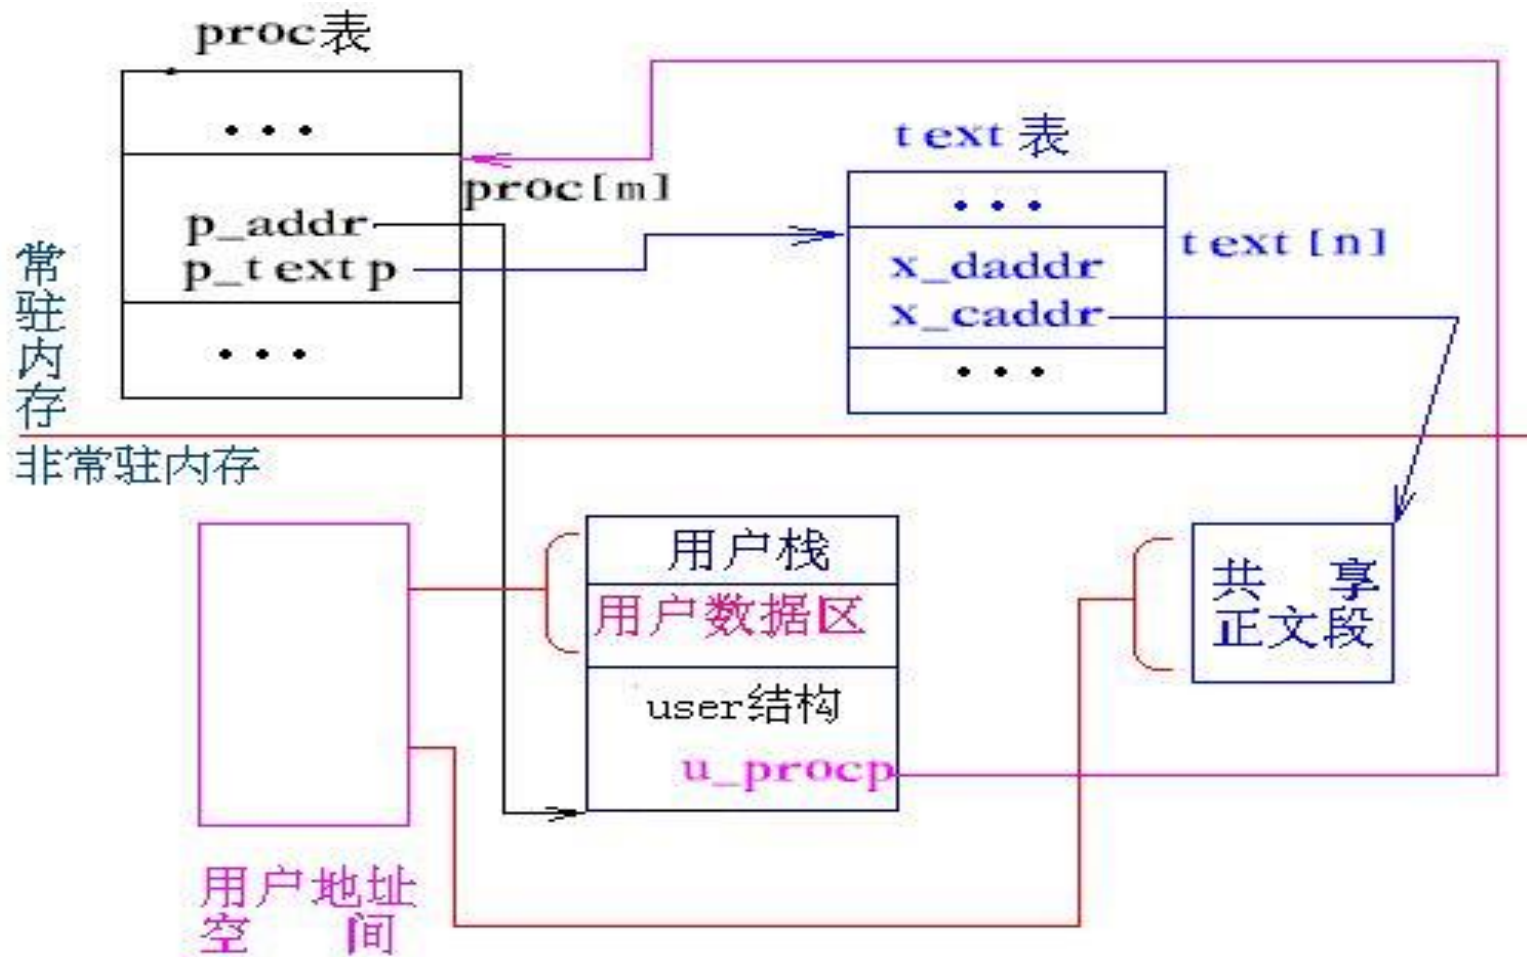 proc表
...
proc[m]
p_addr
p_textp
...
text表
...
text[n]
x_daddr
x_caddr
...
常驻内存
非常驻内存
用户栈
用户数据区
user结构
u_procp
共 享
正文段
用户地址
空 间